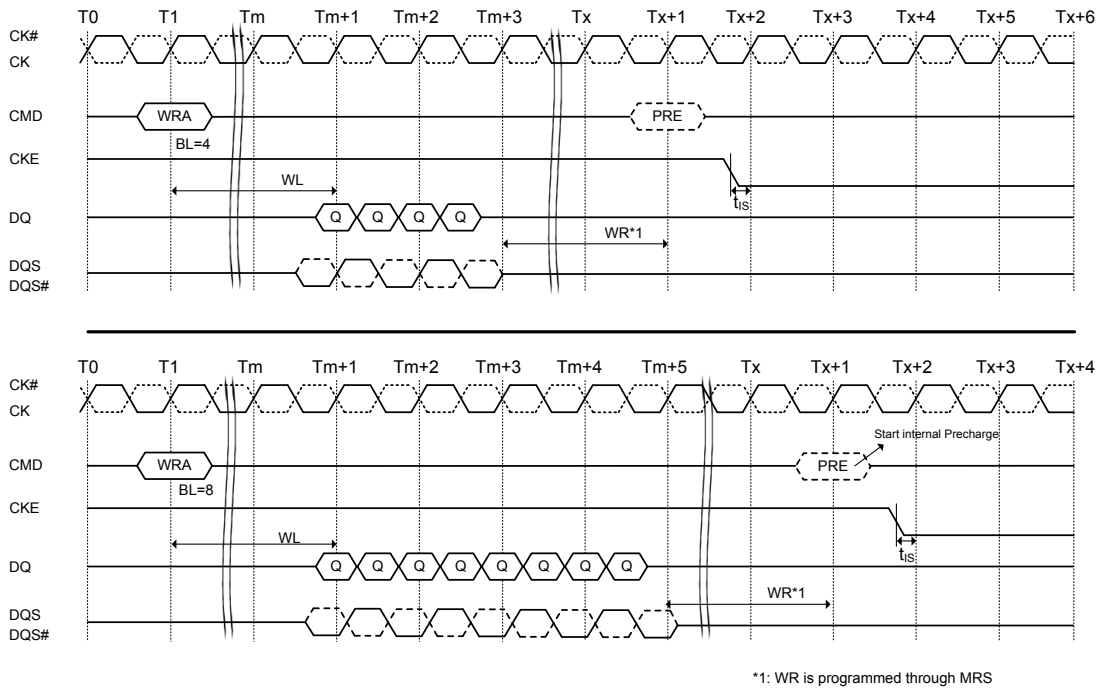 T0 T1 Tm Tm+1 Tm+2 Tm+3 Tx Tx+1 Tx+2 Tx+3 Tx+4 Tx+5 Tx+6
CK#
CK
CMD WRA PRE
BL=4
CKE
WL
tIS
DQ Q Q Q Q
WR*1
DQS
DQS#
T0 T1 Tm Tm+1 Tm+2 Tm+3 Tm+4 Tm+5 Tx Tx+1 Tx+2 Tx+3 Tx+4
CK#
CK
Start internal Precharge
CMD WRA PRE
BL=8
CKE
WL
tIS
DQ Q Q Q Q Q Q Q Q
WR*1
DQS
DQS#
*1: WR is programmed through MRS